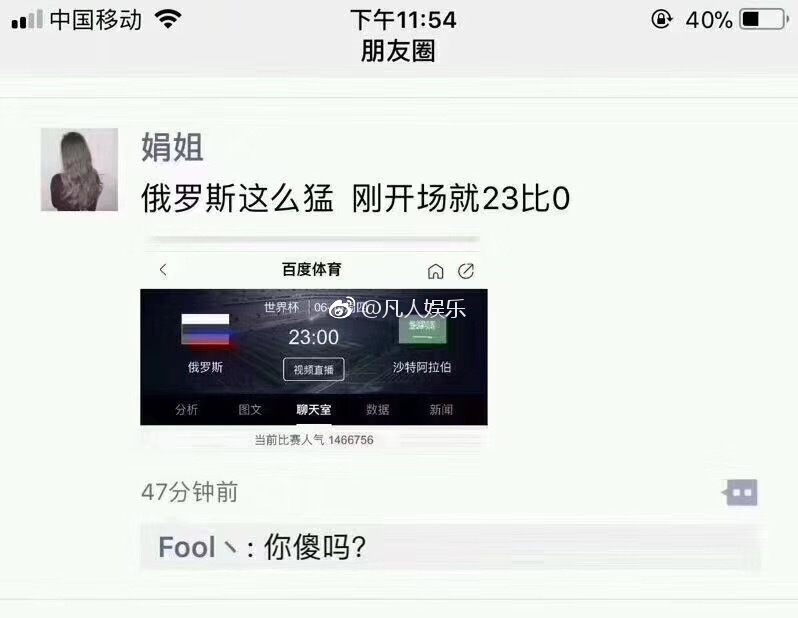 中国移动 下午11:54 40%
朋友圈
娟姐
俄罗斯这么猛 刚开场就23比0
百度体育
世界杯 06-
@凡人娱乐
23:00
俄罗斯 视频直播 沙特阿拉伯
分析 图文 聊天室 数据 新闻
当前比赛人气 1466756
47分钟前
Fool丶: 你傻吗?